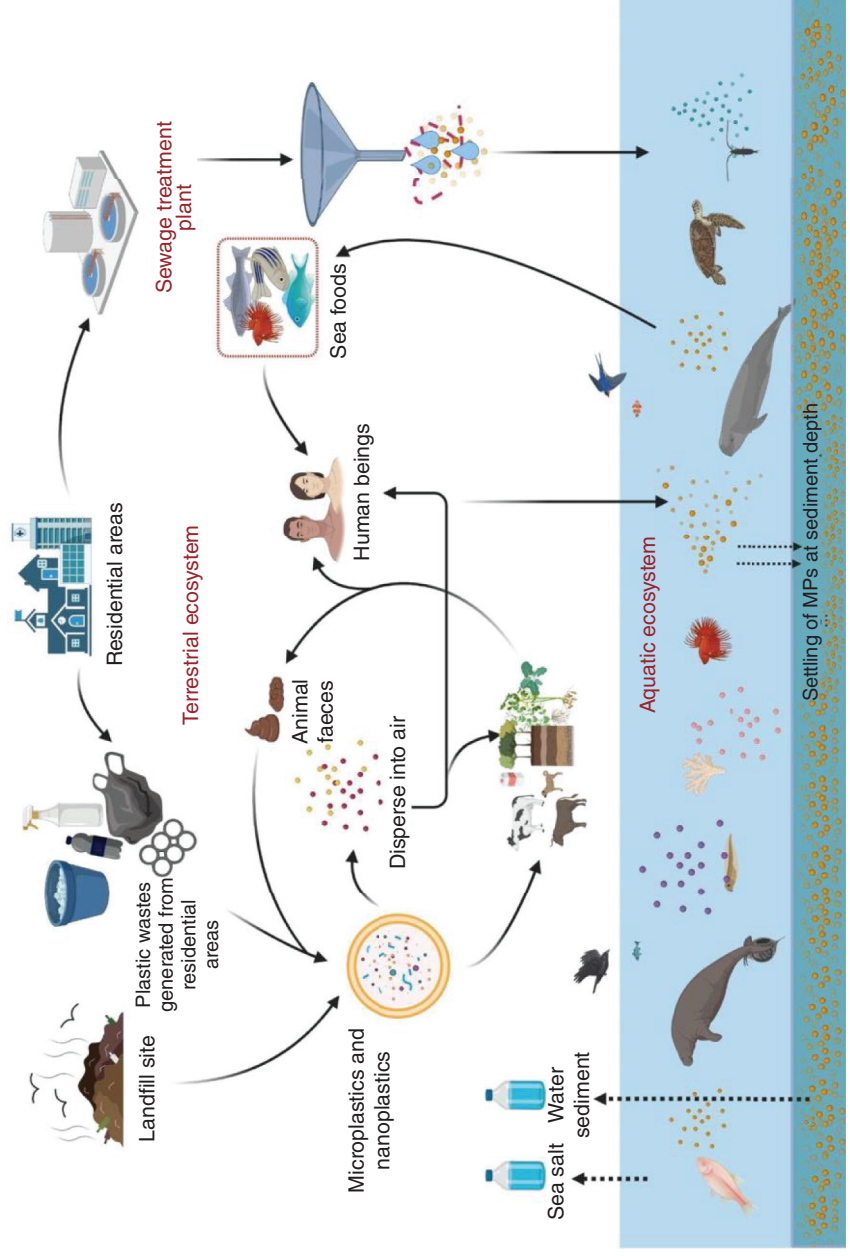 Residential areas
Sewage treatment
plant
Landfill site
Plastic wastes
generated from
residential
areas
Terrestrial ecosystem
Animal
faeces
Sea foods
Human beings
Microplastics and
nanoplastics
Disperse into air
Sea salt
Water
sediment
Aquatic ecosystem
Settling of MPs at sediment depth